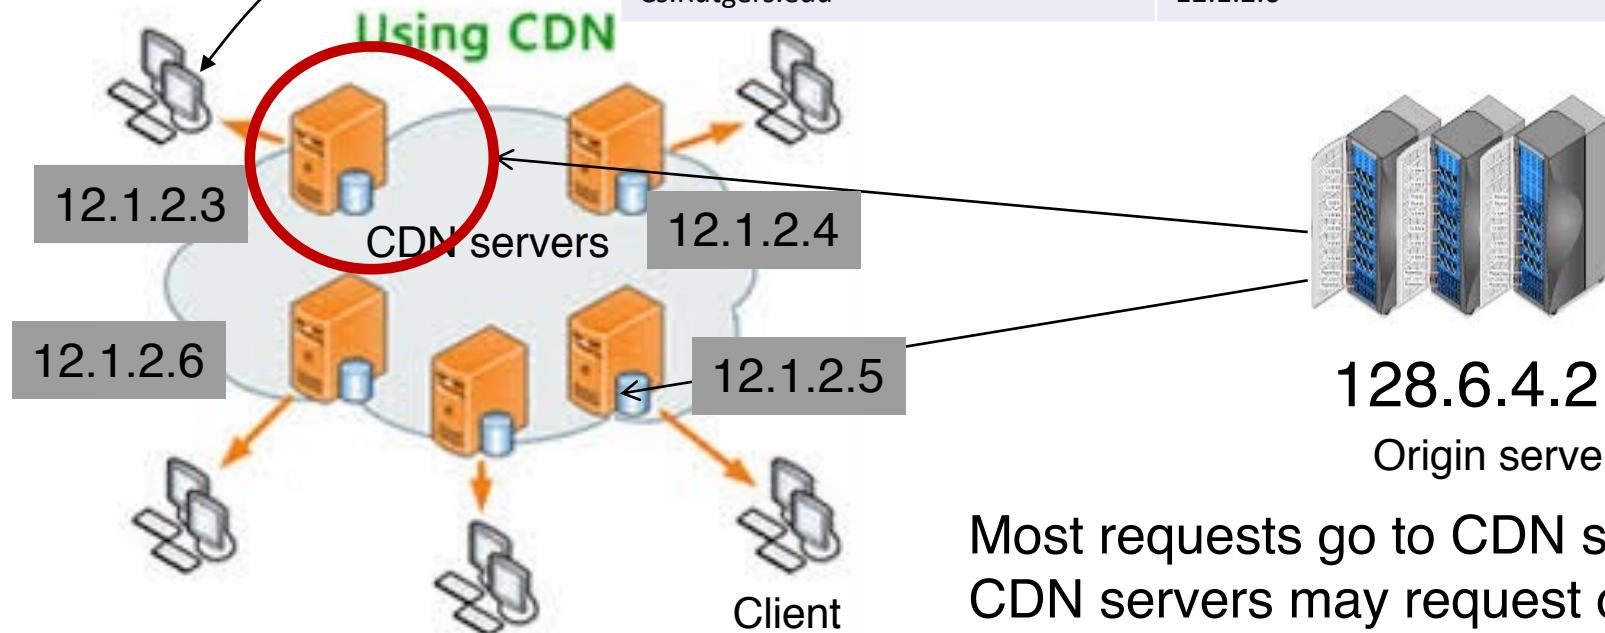 Using CDN
12.1.2.3
CDN servers
12.1.2.4
12.1.2.6
12.1.2.5
128.6.4.2
Origin serve
Client
Most requests go to CDN s
CDN servers may request o